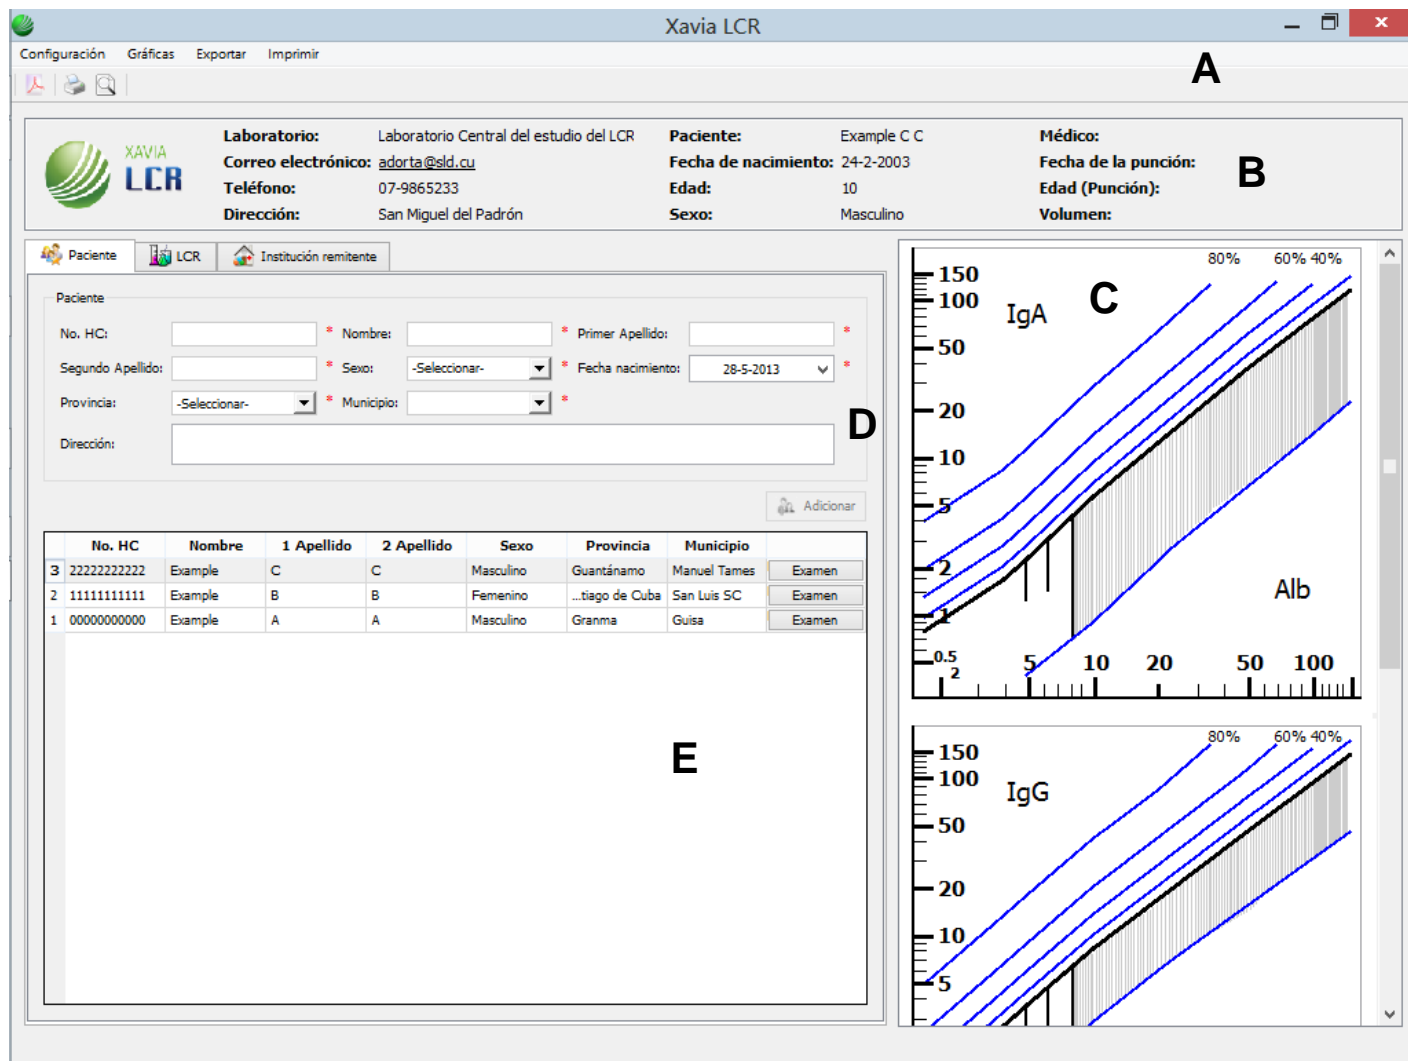 Xavia LCR
Configuración Gráficas Exportar Imprimir
A
XAVIA
LCR
Laboratorio: Laboratorio Central del estudio del LCR Paciente: Example C C Médico:
Correo electrónico: adorta@sld.cu Fecha de nacimiento: 24-2-2003 Fecha de la punción:
Teléfono: 07-9865233 Edad: 10 Edad (Punción):
Dirección: San Miguel del Padrón Sexo: Masculino Volumen:
B
Paciente LCR Institución remitente
Paciente
No. HC: * Nombre: * Primer Apellido: *
Segundo Apellido: * Sexo: -Seleccionar- * Fecha nacimiento: 28-5-2013 *
Provincia: -Seleccionar- * Municipio: *
Dirección:
D
Adicionar
No. HC Nombre 1 Apellido 2 Apellido Sexo Provincia Municipio
3 22222222222 Example C C Masculino Guantánamo Manuel Tames Examen
2 11111111111 Example B B Femenino ...tiago de Cuba San Luis SC Examen
1 00000000000 Example A A Masculino Granma Guisa Examen
E
80% 60% 40%
150
100
IgA
C
50
20
10
5
2
Alb
1
0.5
2 5 10 20 50 100
80% 60% 40%
150
100
IgG
50
20
10
5